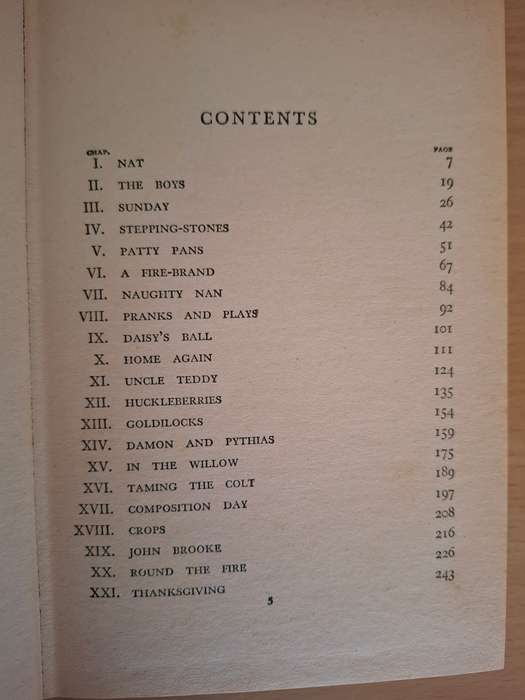 CONTENTS
CHAP. PAGE
I. NAT 7
II. THE BOYS 19
III. SUNDAY 26
IV. STEPPING-STONES 42
V. PATTY PANS 51
VI. A FIRE-BRAND 67
VII. NAUGHTY NAN 84
VIII. PRANKS AND PLAYS 92
IX. DAISY'S BALL 101
X. HOME AGAIN 111
XI. UNCLE TEDDY 124
XII. HUCKLEBERRIES 135
XIII. GOLDILOCKS 154
XIV. DAMON AND PYTHIAS 159
XV. IN THE WILLOW 175
XVI. TAMING THE COLT 189
XVII. COMPOSITION DAY 197
XVIII. CROPS 208
XIX. JOHN BROOKE 216
XX. ROUND THE FIRE 226
XXI. THANKSGIVING 243
5